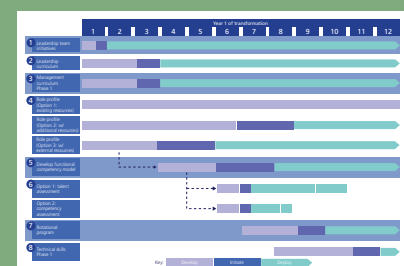 Year 1 of transformation
1 2 3 4 5 6 7 8 9 10 11 12
1 Leadership team
initiatives
2 Leadership
curriculum
3 Management
curriculum
Phase 1
4 Role profile
(Option 1:
existing resources)
Role profile
(Option 2: w/
additional resources)
Role profile
(Option 3: w/
external resources)
5 Develop functional
competency model
6 Option 1: talent
assessment
Option 2:
competency
assessment
7 Rotational
program
8 Technical skills
Phase 1
Key Develop Initiate Deploy